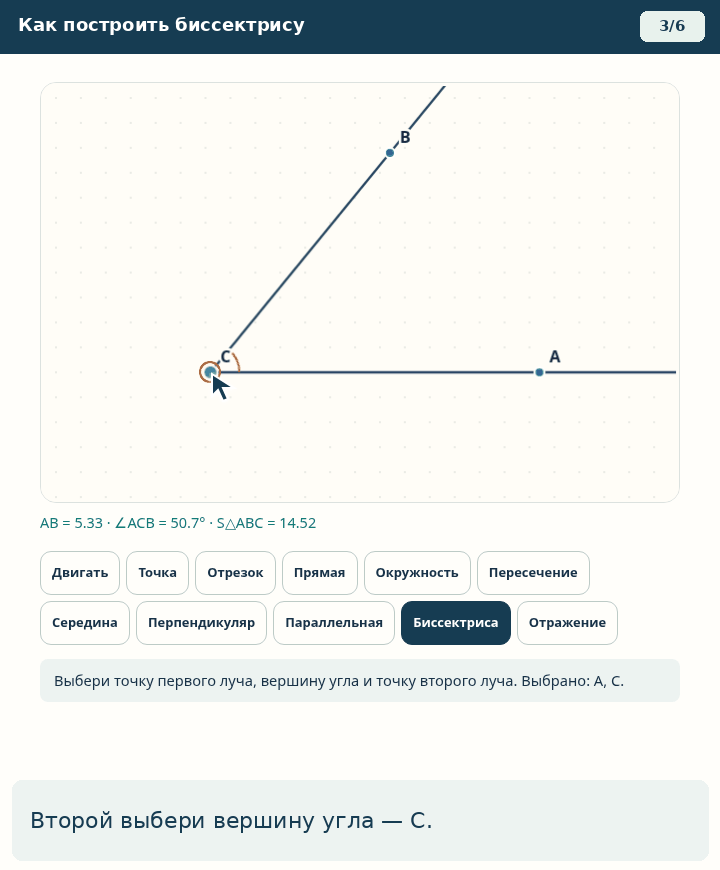 Как построить биссектрису
3/6
B
C
A
AB = 5.33 · ∠ACB = 50.7° · S△ABC = 14.52
Двигать
Точка
Отрезок
Прямая
Окружность
Пересечение
Середина
Перпендикуляр
Параллельная
Биссектриса
Отражение
Выбери точку первого луча, вершину угла и точку второго луча. Выбрано: A, C.
Второй выбери вершину угла — C.